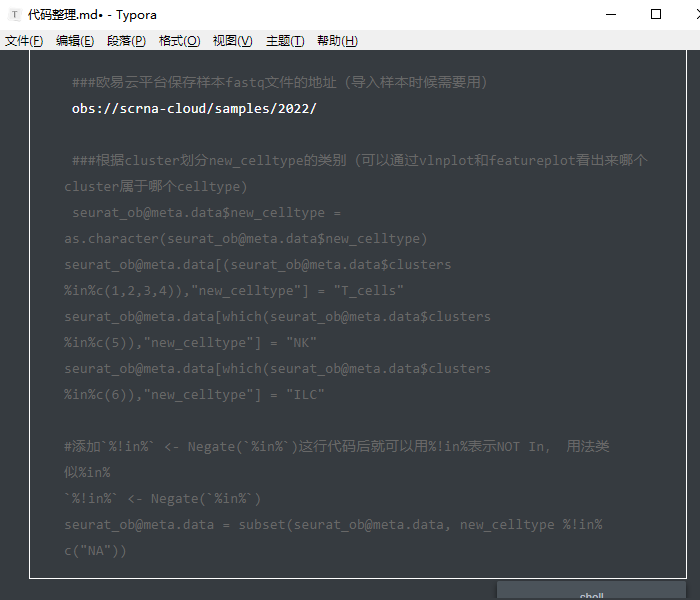 代码整理.md• - Typora
文件(F) 编辑(E) 段落(P) 格式(O) 视图(V) 主题(T) 帮助(H)
###欧易云平台保存样本fastq文件的地址（导入样本时候需要用）
obs://scrna-cloud/samples/2022/
###根据cluster划分new_celltype的类别（可以通过vlnplot和featureplot看出来哪个
cluster属于哪个celltype)
seurat_ob@meta.data$new_celltype =
as.character(seurat_ob@meta.data$new_celltype)
seurat_ob@meta.data[(seurat_ob@meta.data$clusters
%in%c(1,2,3,4)),"new_celltype"] = "T_cells"
seurat_ob@meta.data[which(seurat_ob@meta.data$clusters
%in%c(5)),"new_celltype"] = "NK"
seurat_ob@meta.data[which(seurat_ob@meta.data$clusters
%in%c(6)),"new_celltype"] = "ILC"
#添加`%!in%` <- Negate(`%in%`)这行代码后就可以用%!in%表示NOT In， 用法类
似%in%
`%!in%` <- Negate(`%in%`)
seurat_ob@meta.data = subset(seurat_ob@meta.data, new_celltype %!in%
c("NA"))
shell